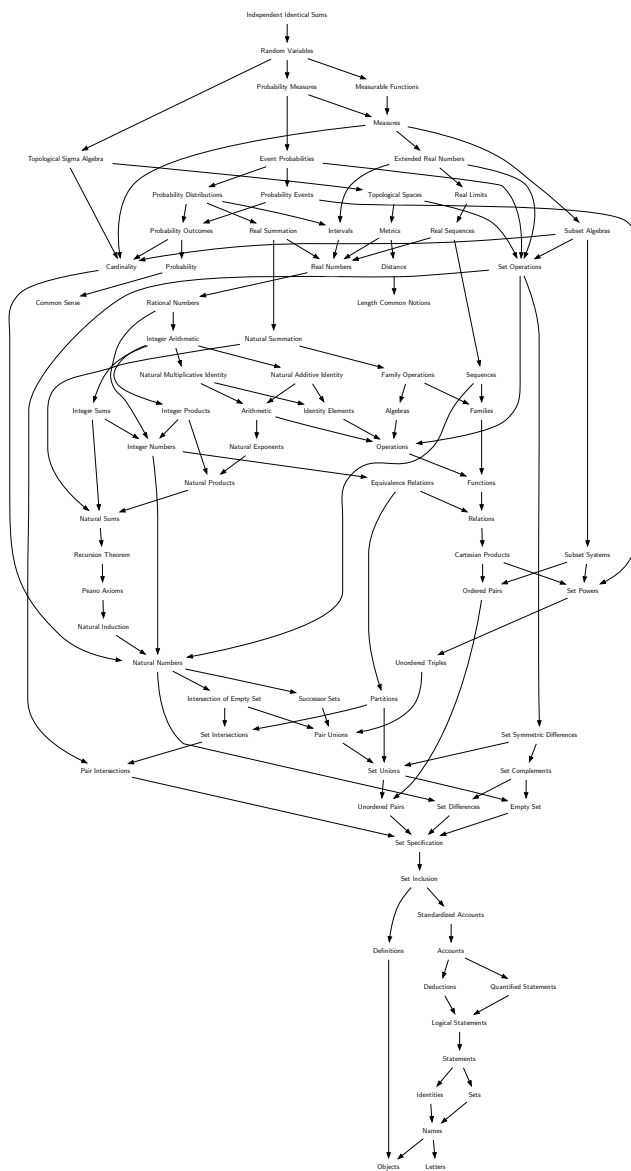 Independent Identical Sums
Random Variables
Probability Measures
Measurable Functions
Measures
Topological Sigma Algebra
Event Probabilities
Extended Real Numbers
Probability Distributions
Probability Events
Topological Spaces
Real Limits
Probability Outcomes
Real Summation
Intervals
Metrics
Real Sequences
Subset Algebras
Cardinality
Probability
Real Numbers
Distance
Set Operations
Common Sense
Rational Numbers
Length Common Notions
Integer Arithmetic
Natural Summation
Natural Multiplicative Identity
Natural Additive Identity
Family Operations
Sequences
Integer Sums
Integer Products
Arithmetic
Identity Elements
Algebras
Families
Integer Numbers
Natural Exponents
Operations
Natural Products
Equivalence Relations
Functions
Natural Sums
Relations
Recursion Theorem
Cartesian Products
Subset Systems
Peano Axioms
Ordered Pairs
Set Powers
Natural Induction
Natural Numbers
Unordered Triples
Intersection of Empty Set
Successor Sets
Partitions
Set Intersections
Pair Unions
Set Symmetric Differences
Pair Intersections
Set Unions
Set Complements
Unordered Pairs
Set Differences
Empty Set
Set Specification
Set Inclusion
Standardized Accounts
Definitions
Accounts
Deductions
Quantified Statements
Logical Statements
Statements
Identities
Sets
Names
Objects
Letters